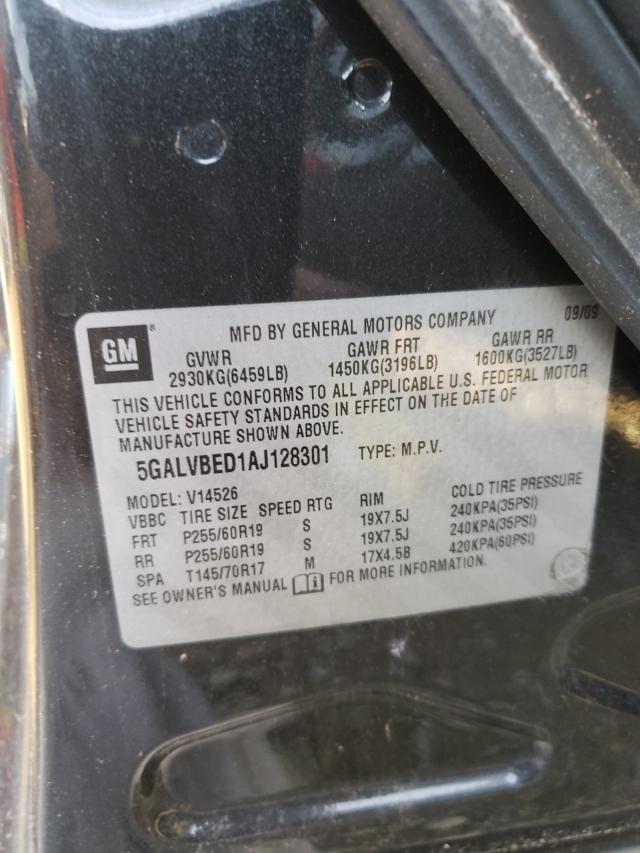 GM ®
MFD BY GENERAL MOTORS COMPANY 09/09
GVWR GAWR FRT GAWR RR
2930KG(6459LB) 1450KG(3196LB) 1600KG(3527LB)
THIS VEHICLE CONFORMS TO ALL APPLICABLE U.S. FEDERAL MOTOR
VEHICLE SAFETY STANDARDS IN EFFECT ON THE DATE OF
MANUFACTURE SHOWN ABOVE.
5GALVBED1AJ128301 TYPE: M.P.V.
MODEL: V14526
VBBC TIRE SIZE SPEED RTG RIM COLD TIRE PRESSURE
FRT P255/60R19 S 19X7.5J 240KPA(35PSI)
RR P255/60R19 S 19X7.5J 240KPA(35PSI)
SPA T145/70R17 M 17X4.5B 420KPA(60PSI)
SEE OWNER'S MANUAL i FOR MORE INFORMATION.